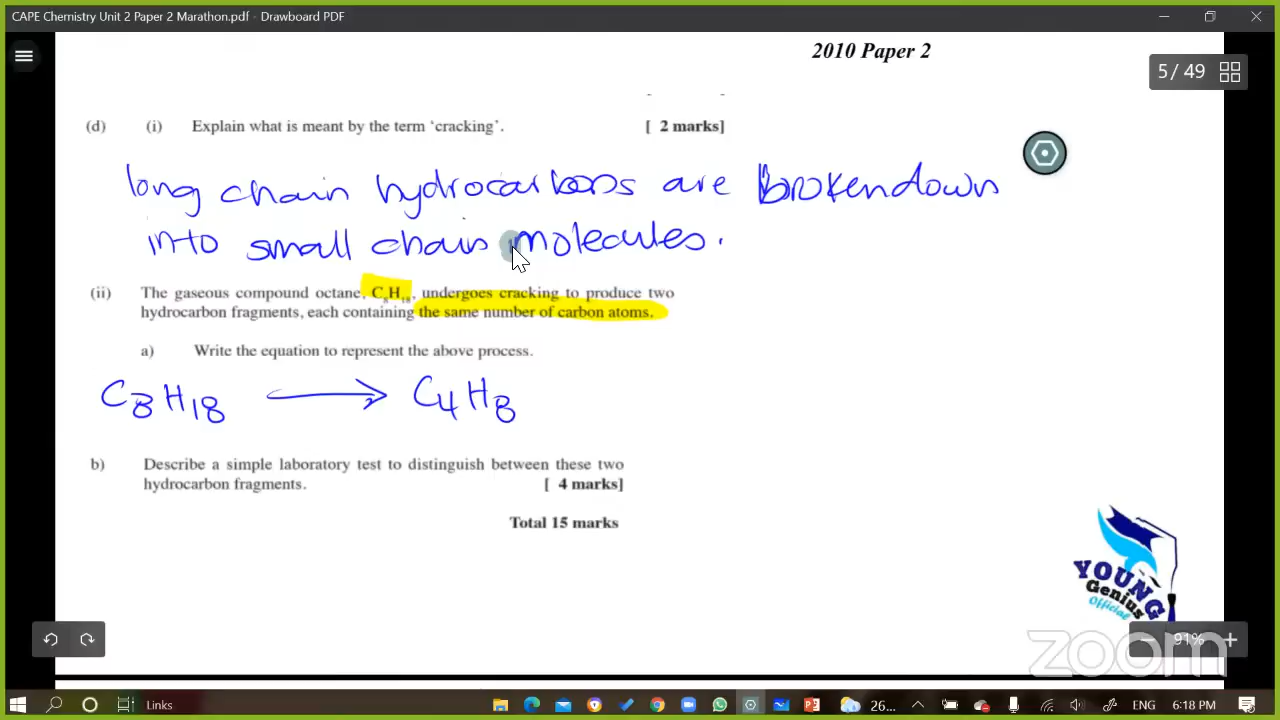 CAPE Chemistry Unit 2 Paper 2 Marathon.pdf - Drawboard PDF
2010 Paper 2
5 / 49
(d) (i) Explain what is meant by the term ‘cracking’. [ 2 marks]
long chain hydrocarbons are brokendown
into small chain molecules.
(ii) The gaseous compound octane, C₈H₁₈, undergoes cracking to produce two
hydrocarbon fragments, each containing the same number of carbon atoms.
a) Write the equation to represent the above process.
C₈H₁₈ ⟶ C₄H₈
b) Describe a simple laboratory test to distinguish between these two
hydrocarbon fragments. [ 4 marks]
Total 15 marks
YOUNG
Genius
Official
91%
zoom
Links
26...
ENG
6:18 PM